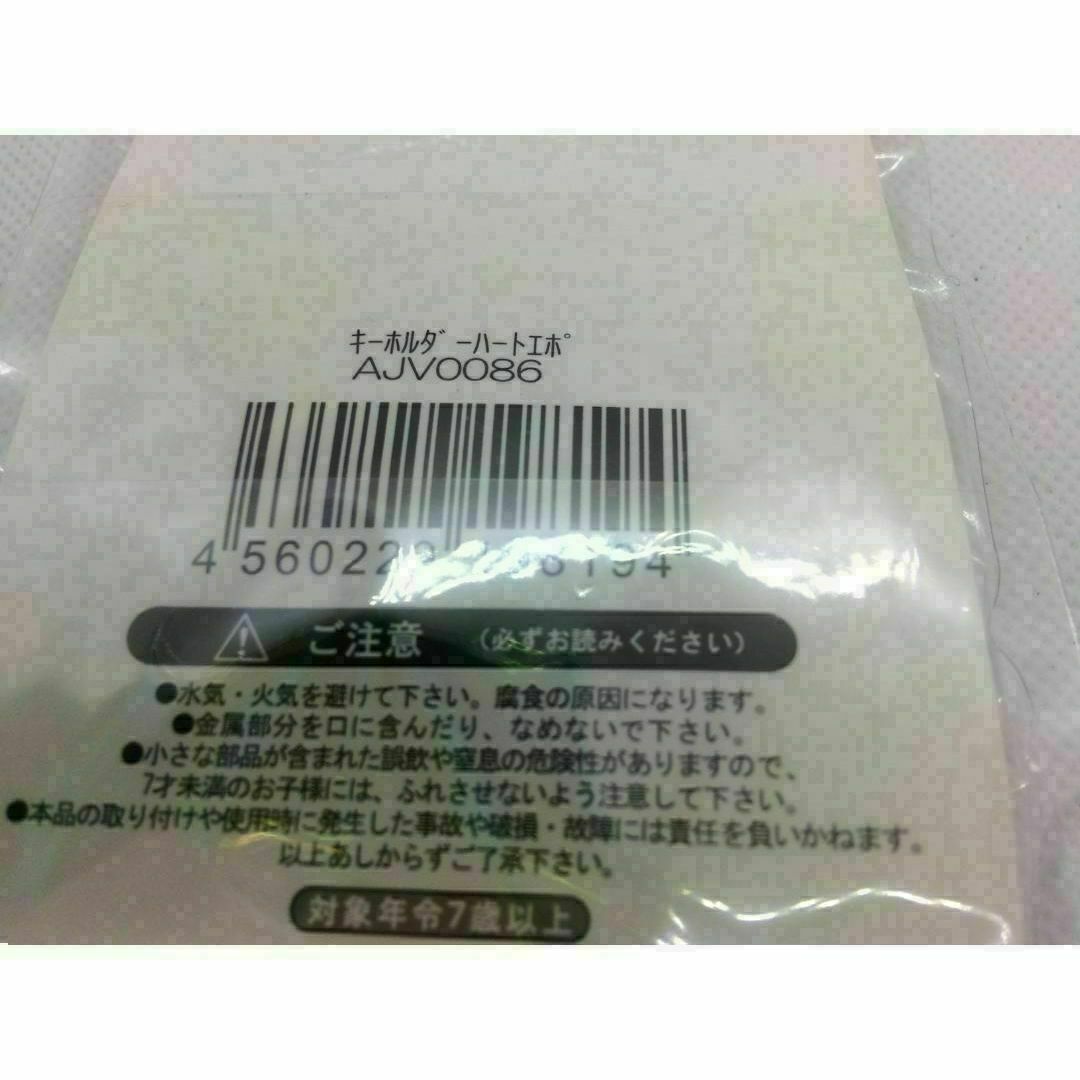 ｷｰﾎﾙﾀﾞｰﾊｰﾄｴﾎﾟ
AJV0086
ご注意 （必ずお読みください）
●水気・火気を避けて下さい。腐食の原因になります。
●金属部分を口に含んだり、なめないで下さい。
●小さな部品が含まれた誤飲や窒息の危険性がありますので、
7才未満のお子様には、ふれさせないよう注意して下さい。
●本品の取り付けや使用時に発生した事故や破損・故障には責任を負いかねます。
以上あしからずご了承下さい。
対象年令7歳以上